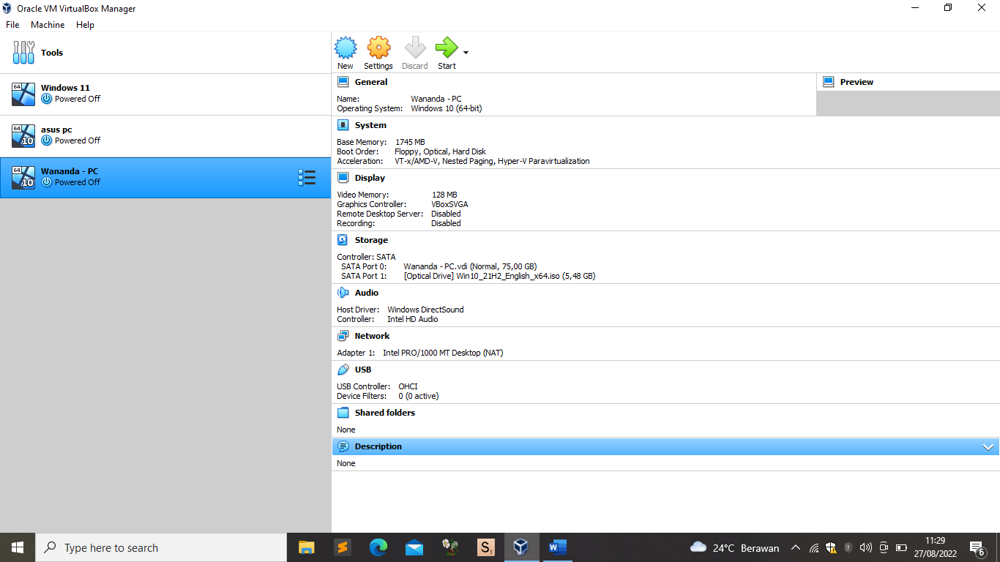 Oracle VM VirtualBox Manager
File Machine Help
Tools
Windows 11
Powered Off
asus pc
Powered Off
Wananda - PC
Powered Off
64
64
10
64
10
New Settings Discard Start
General
Name: Wananda - PC
Operating System: Windows 10 (64-bit)
Preview
System
Base Memory: 1745 MB
Boot Order: Floppy, Optical, Hard Disk
Acceleration: VT-x/AMD-V, Nested Paging, Hyper-V Paravirtualization
Display
Video Memory: 128 MB
Graphics Controller: VBoxSVGA
Remote Desktop Server: Disabled
Recording: Disabled
Storage
Controller: SATA
SATA Port 0: Wananda - PC.vdi (Normal, 75,00 GB)
SATA Port 1: [Optical Drive] Win10_21H2_English_x64.iso (5,48 GB)
Audio
Host Driver: Windows DirectSound
Controller: Intel HD Audio
Network
Adapter 1: Intel PRO/1000 MT Desktop (NAT)
USB
USB Controller: OHCI
Device Filters: 0 (0 active)
Shared folders
None
Description
None
Type here to search
S
S
W
24°C Berawan
11:29
27/08/2022
6